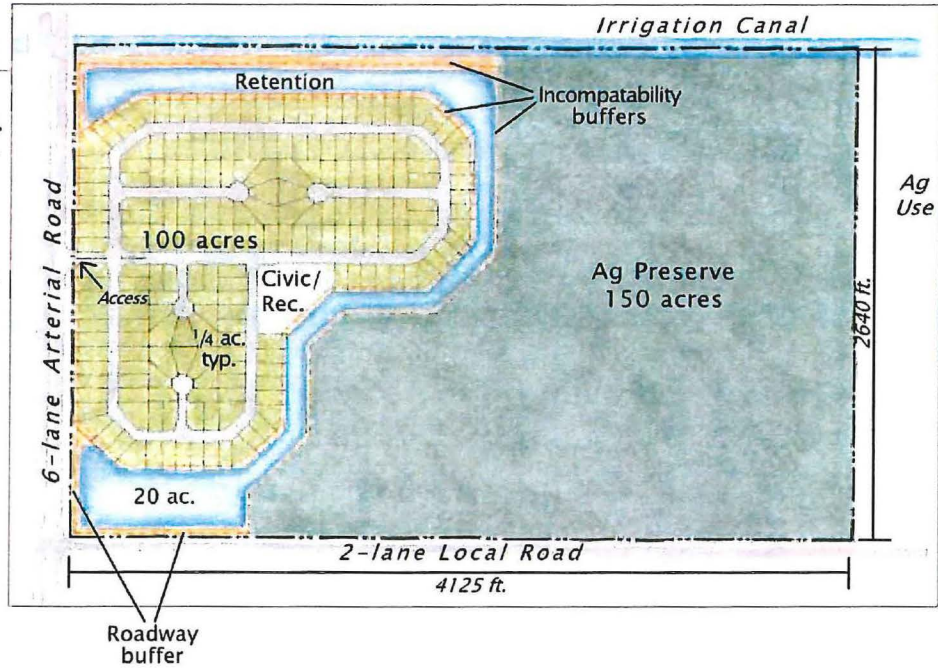 Irrigation Canal
Retention
Incompatability
buffers
6-lane Arterial Road
100 acres
Access
Civic/
Rec.
1/4 ac.
typ.
Ag Preserve
150 acres
Ag
Use
2640 ft.
20 ac.
2-lane Local Road
4125 ft.
Roadway
buffer